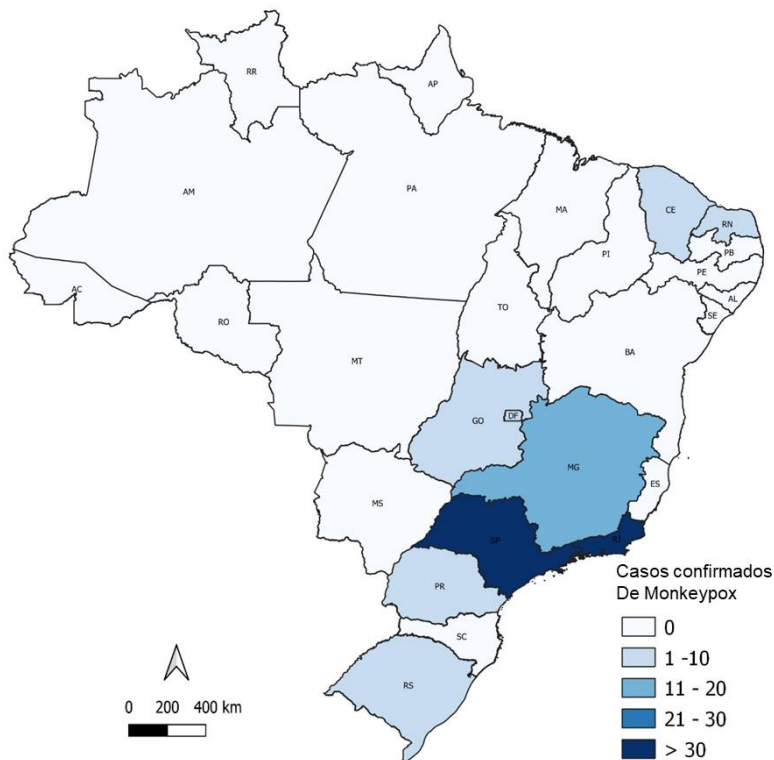 RR
AP
AM
PA
MA
CE
RN
PB
PI
PE
AL
SE
AC
RO
TO
BA
MT
GO
DF
MG
ES
MS
SP
RJ
PR
SC
RS
Casos confirmados
De Monkeypox
0
1 -10
11 - 20
21 - 30
> 30
0 200 400 km